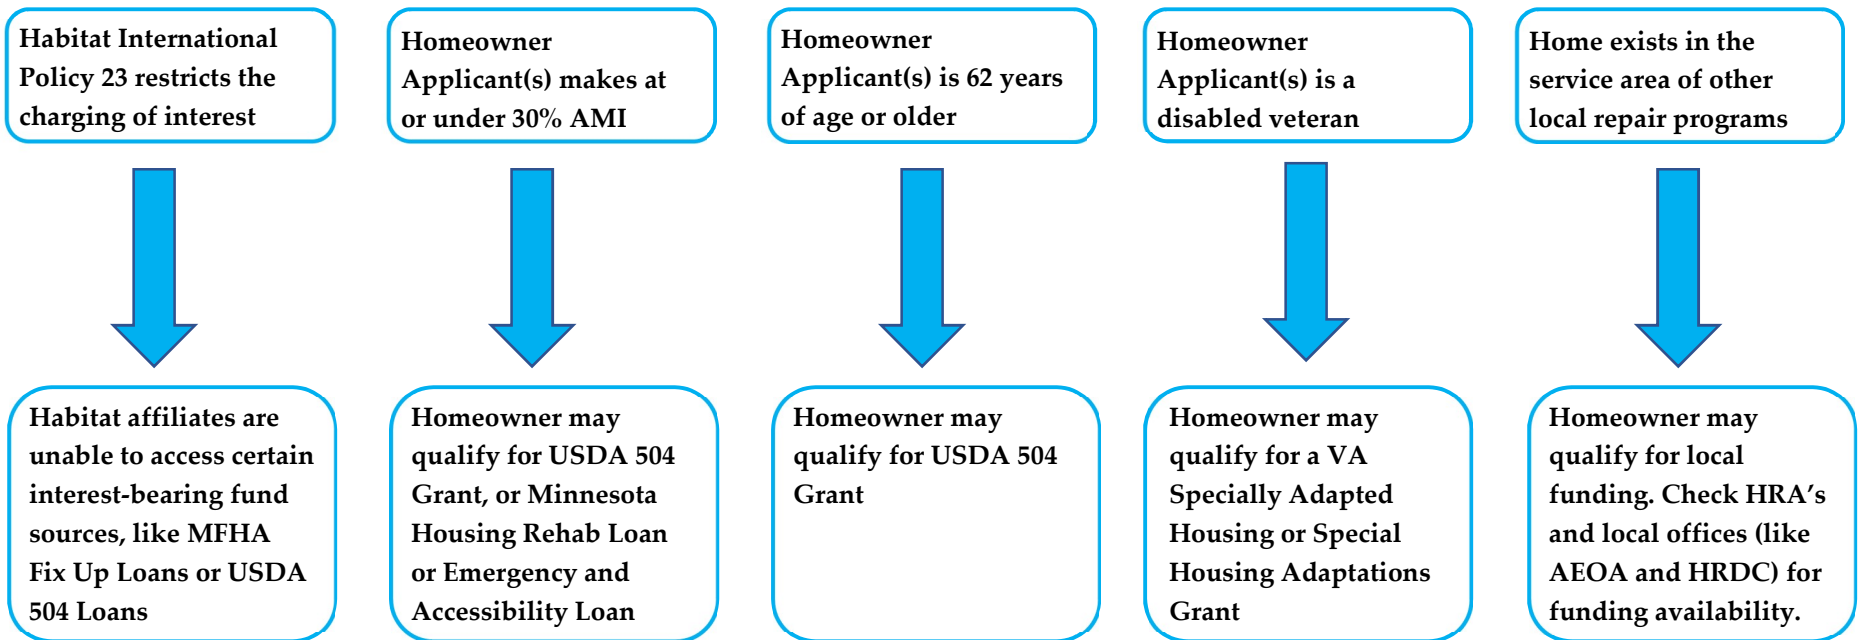 Habitat International
Policy 23 restricts the
charging of interest
Homeowner
Applicant(s) makes at
or under 30% AMI
Homeowner
Applicant(s) is 62 years
of age or older
Homeowner
Applicant(s) is a
disabled veteran
Home exists in the
service area of other
local repair programs
Habitat affiliates are
unable to access certain
interest-bearing fund
sources, like MFHA
Fix Up Loans or USDA
504 Loans
Homeowner may
qualify for USDA 504
Grant, or Minnesota
Housing Rehab Loan
or Emergency and
Accessibility Loan
Homeowner may
qualify for USDA 504
Grant
Homeowner may
qualify for a VA
Specially Adapted
Housing or Special
Housing Adaptations
Grant
Homeowner may
qualify for local
funding. Check HRA’s
and local offices (like
AEOA and HRDC) for
funding availability.